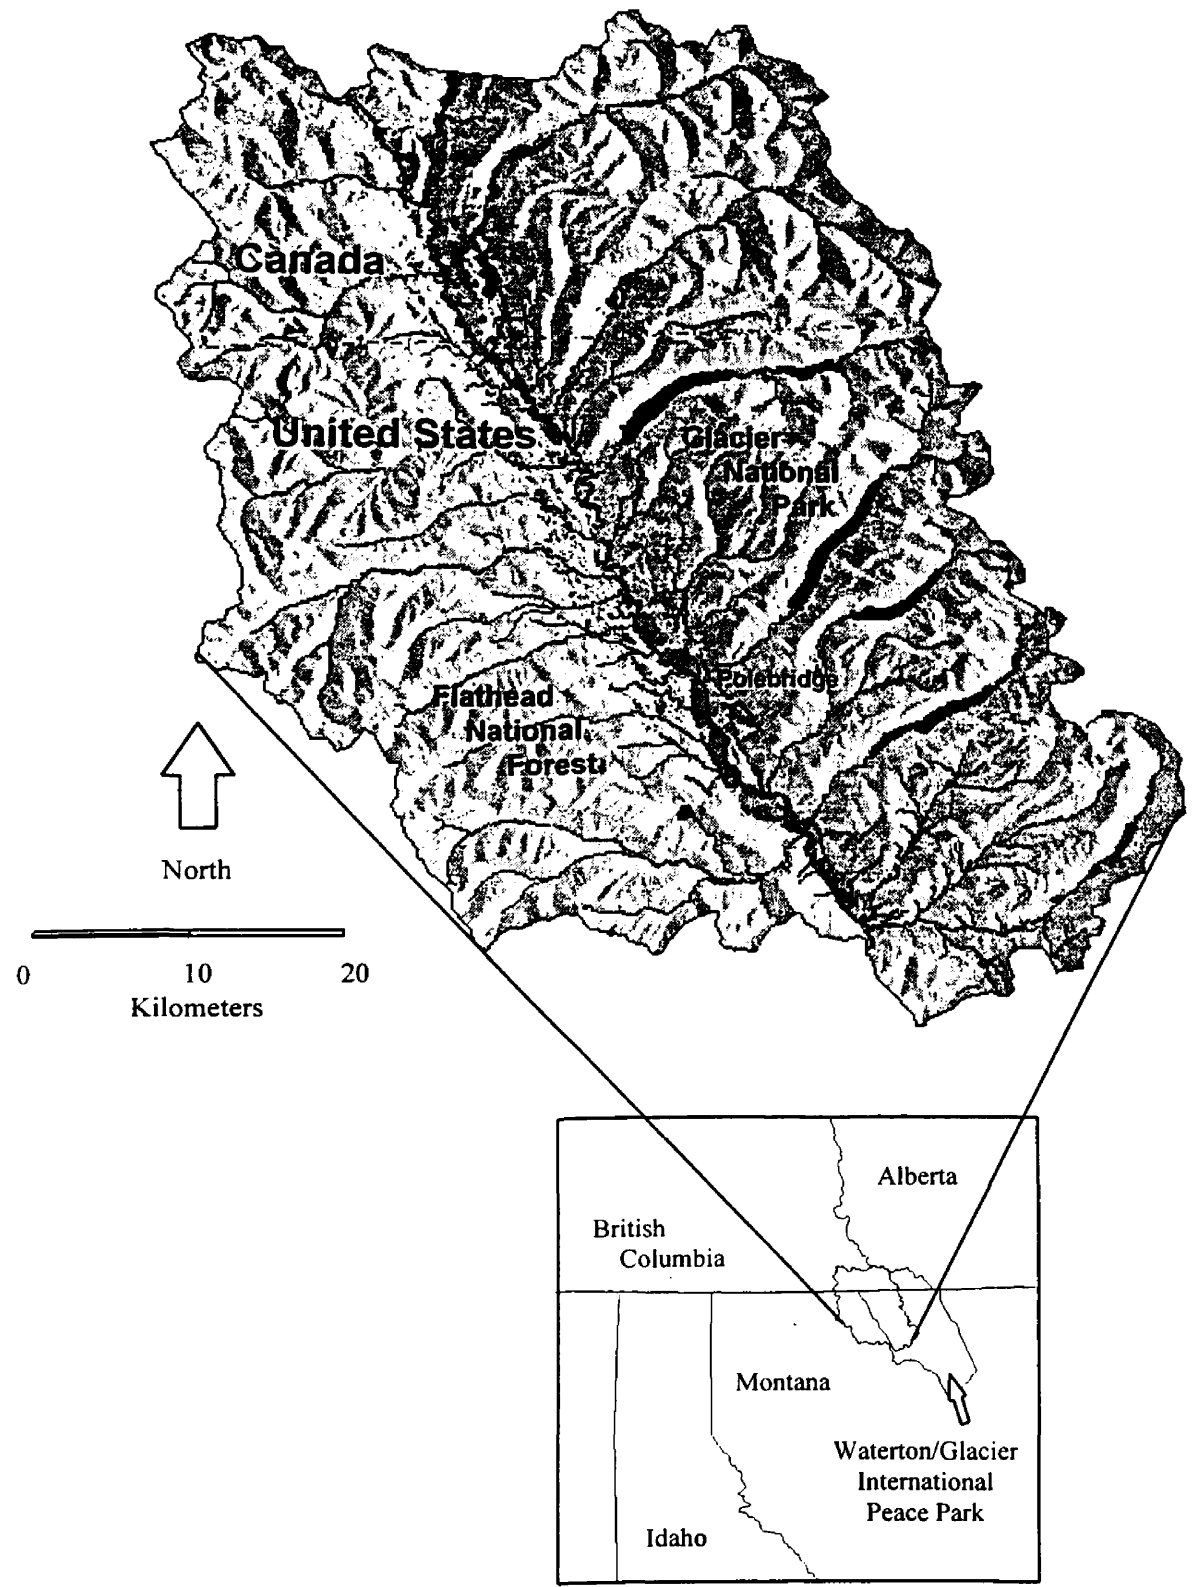 Canada
United States
Glacier
National
Park
Polebridge
Flathead
National
Forest
North
0 10 20
Kilometers
Alberta
British
Columbia
Montana
Waterton/Glacier
International
Peace Park
Idaho